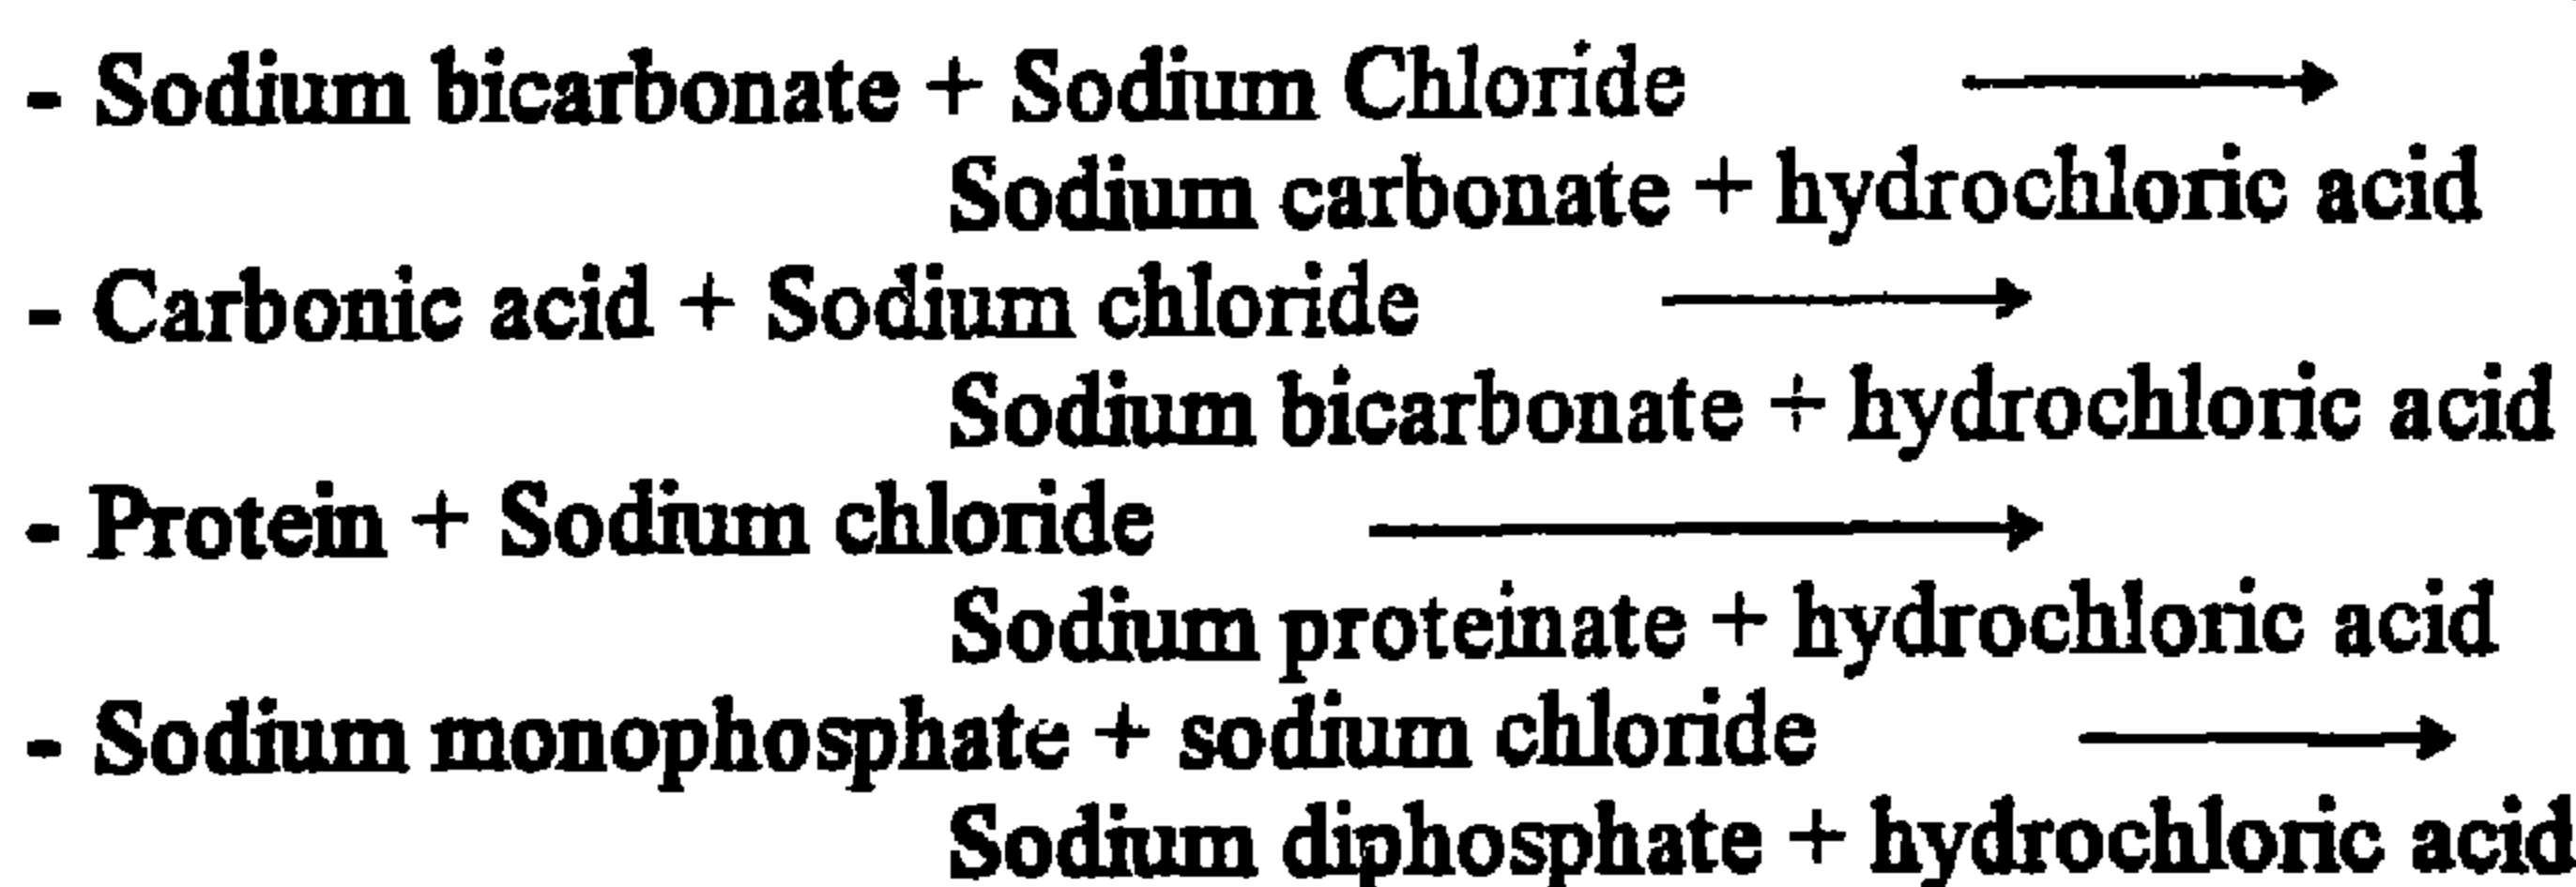 - Sodium bicarbonate + Sodium Chloride ⟶
Sodium carbonate + hydrochloric acid
- Carbonic acid + Sodium chloride ⟶
Sodium bicarbonate + hydrochloric acid
- Protein + Sodium chloride ⟶
Sodium proteinate + hydrochloric acid
- Sodium monophosphate + sodium chloride ⟶
Sodium diphosphate + hydrochloric acid